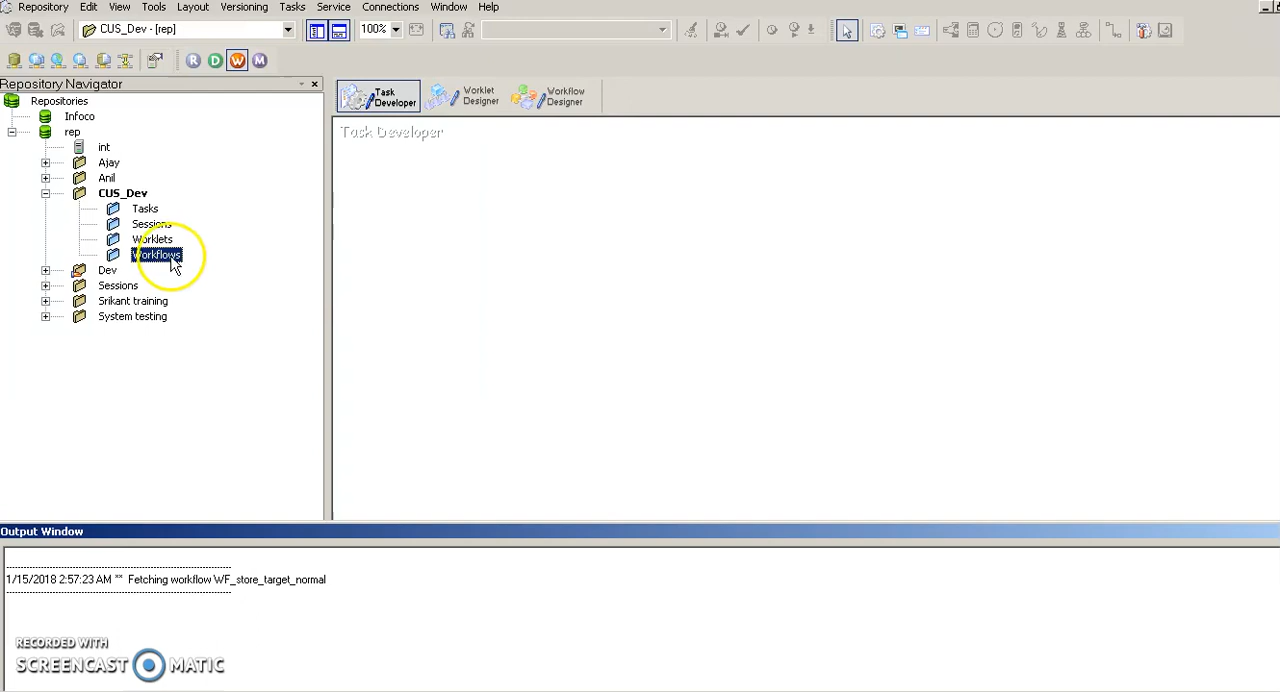 Repository Edit View Tools Layout Versioning Tasks Service Connections Window Help
CUS_Dev - [rep] 100%
R D W M
Repository Navigator
Task Developer
Worklet Designer
Workflow Designer
Repositories
Infoco
rep
int
Ajay
Anil
CUS_Dev
Tasks
Sessions
Worklets
Workflows
Dev
Sessions
Srikant training
System testing
Task Developer
Output Window
1/15/2018 2:57:23 AM ** Fetching workflow WF_store_target_normal
RECORDED WITH
SCREENCAST MATIC